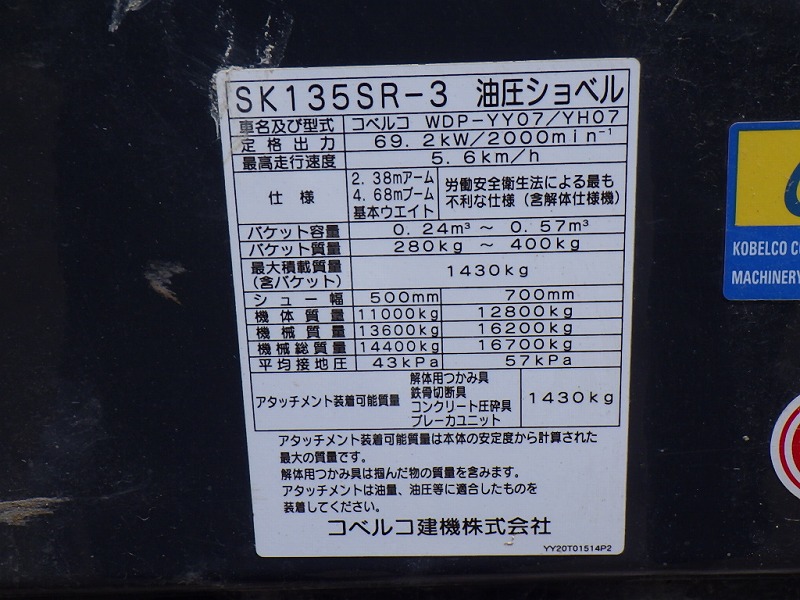 SK135SR-3 油圧ショベル
車名及び型式 コベルコ WDP-YY07/YH07
定格出力 69.2kW/2000min⁻¹
最高走行速度 5.6km/h
仕様 2.38mアーム 4.68mブーム 基本ウエイト 労働安全衛生法による最も不利な仕様(含解体仕様機)
バケット容量 0.24m³ ~ 0.57m³
バケット質量 280kg ~ 400kg
最大積載質量(含バケット) 1430kg
シュー幅 500mm 700mm
機体質量 11000kg 12800kg
機械質量 13600kg 16200kg
機械総質量 14400kg 16700kg
平均接地圧 43kPa 57kPa
アタッチメント装着可能質量 解体用つかみ具 鉄骨切断具 コンクリート圧砕具 ブレーカユニット 1430kg
アタッチメント装着可能質量は本体の安定度から計算された
最大の質量です。
解体用つかみ具は掴んだ物の質量を含みます。
アタッチメントは油量、油圧等に適合したものを
装着してください。
コベルコ建機株式会社
YY20T01514P2
KOBELCO CO
MACHINERY